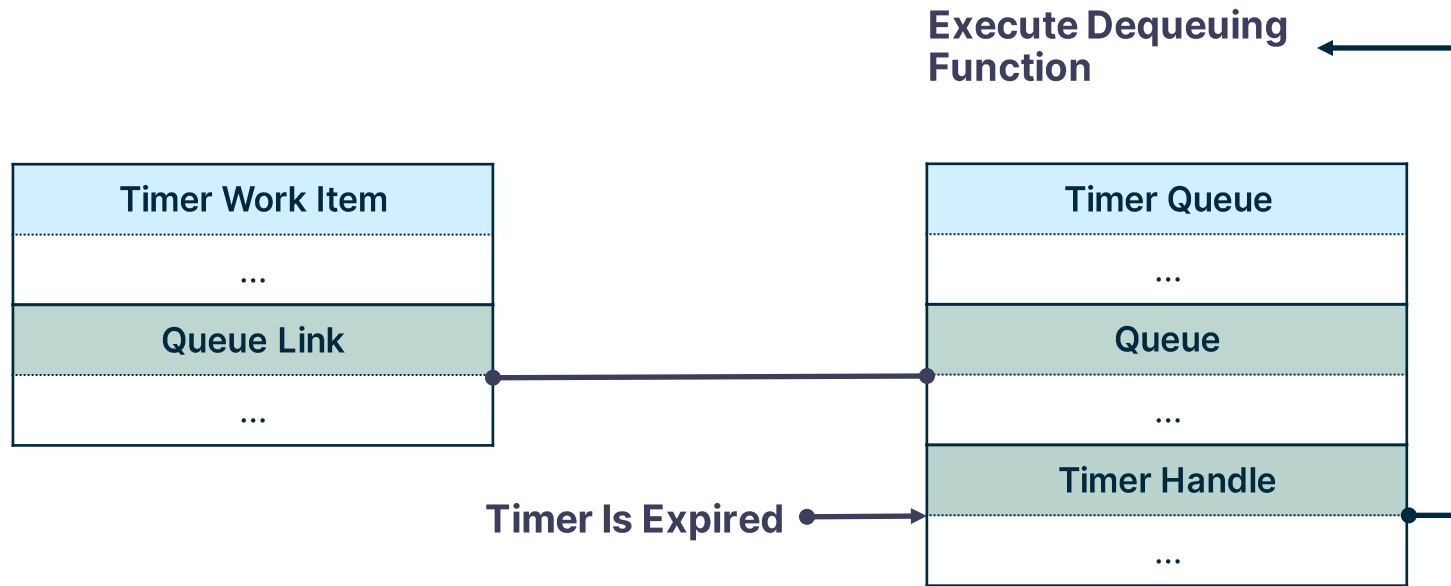 Execute Dequeuing
Function
Timer Work Item
...
Queue Link
...
Timer Queue
...
Queue
...
Timer Handle
...
Timer Is Expired